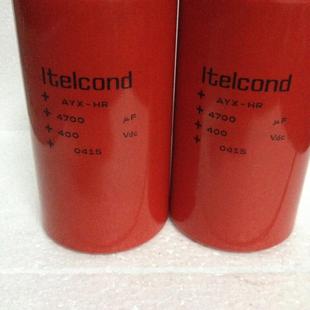 Itelcond
+ AYX-HR
+ 4700 µF
+ 400 Vdc
+ 0415
Itelcond
+ AYX-HR
+ 4700 µF
+ 400 Vdc
+ 0415